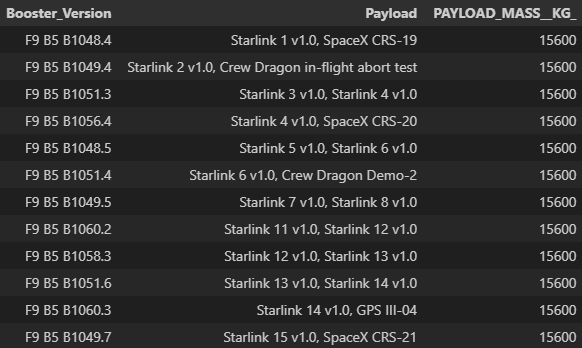 Booster_Version Payload PAYLOAD_MASS__KG_
F9 B5 B1048.4 Starlink 1 v1.0, SpaceX CRS-19 15600
F9 B5 B1049.4 Starlink 2 v1.0, Crew Dragon in-flight abort test 15600
F9 B5 B1051.3 Starlink 3 v1.0, Starlink 4 v1.0 15600
F9 B5 B1056.4 Starlink 4 v1.0, SpaceX CRS-20 15600
F9 B5 B1048.5 Starlink 5 v1.0, Starlink 6 v1.0 15600
F9 B5 B1051.4 Starlink 6 v1.0, Crew Dragon Demo-2 15600
F9 B5 B1049.5 Starlink 7 v1.0, Starlink 8 v1.0 15600
F9 B5 B1060.2 Starlink 11 v1.0, Starlink 12 v1.0 15600
F9 B5 B1058.3 Starlink 12 v1.0, Starlink 13 v1.0 15600
F9 B5 B1051.6 Starlink 13 v1.0, Starlink 14 v1.0 15600
F9 B5 B1060.3 Starlink 14 v1.0, GPS III-04 15600
F9 B5 B1049.7 Starlink 15 v1.0, SpaceX CRS-21 15600